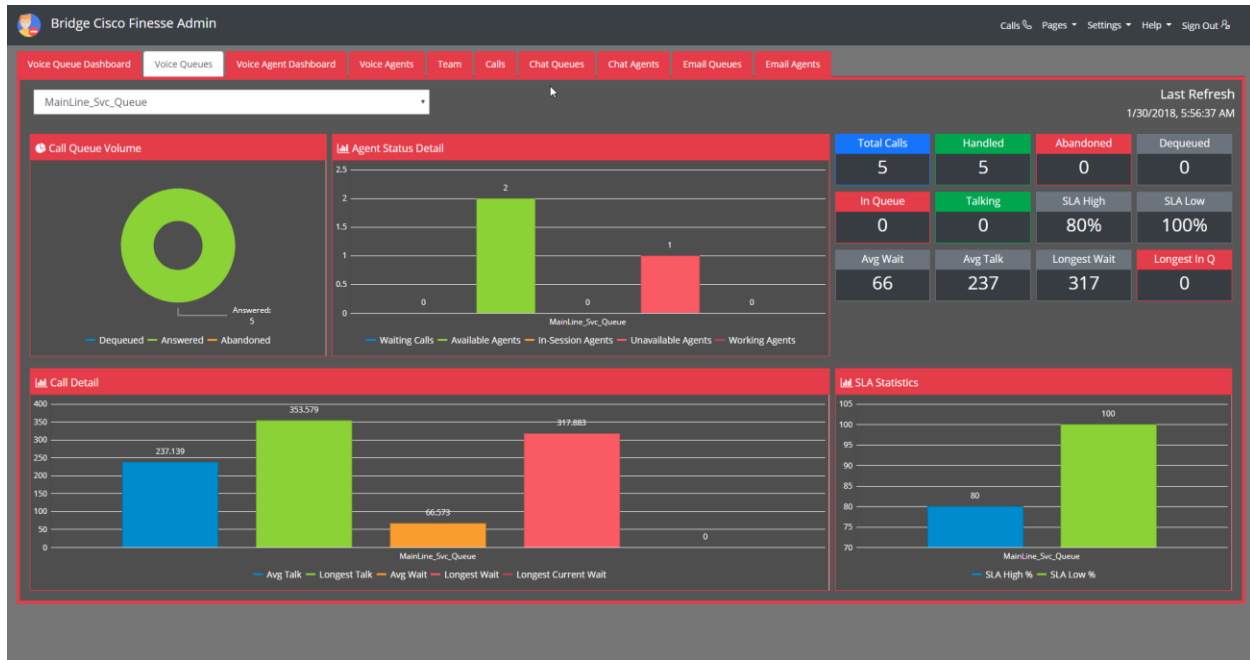 Bridge Cisco Finesse Admin
Calls Pages Settings Help Sign Out
Voice Queue Dashboard Voice Queues Voice Agent Dashboard Voice Agents Team Calls Chat Queues Chat Agents Email Queues Email Agents
MainLine_Svc_Queue
Last Refresh
1/30/2018, 5:56:37 AM
Call Queue Volume
Answered:
5
Dequeued Answered Abandoned
Agent Status Detail
2.5
2
1.5
1
0.5
0
0 2 0 1 0
MainLine_Svc_Queue
Waiting Calls Available Agents In-Session Agents Unavailable Agents Working Agents
Total Calls Handled Abandoned Dequeued
5 5 0 0
In Queue Talking SLA High SLA Low
0 0 80% 100%
Avg Wait Avg Talk Longest Wait Longest In Q
66 237 317 0
Call Detail
400
350
300
250
200
150
100
50
0
237.139 353.579 66.573 317.883 0
MainLine_Svc_Queue
Avg Talk Longest Talk Avg Wait Longest Wait Longest Current Wait
SLA Statistics
105
100
95
90
85
80
75
70
80 100
MainLine_Svc_Queue
SLA High % SLA Low %